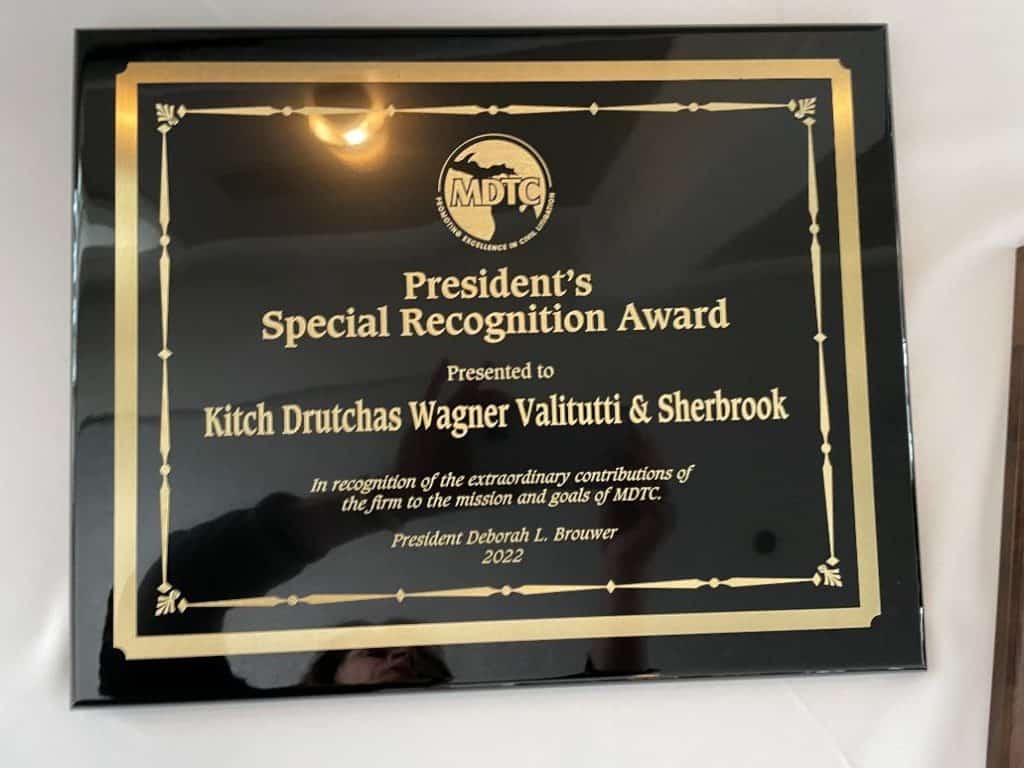 MDTC
PROMOTING EXCELLENCE IN CIVIL LITIGATION
President's
Special Recognition Award
Presented to
Kitch Drutchas Wagner Valitutti & Sherbrook
In recognition of the extraordinary contributions of
the firm to the mission and goals of MDTC.
President Deborah L. Brouwer
2022